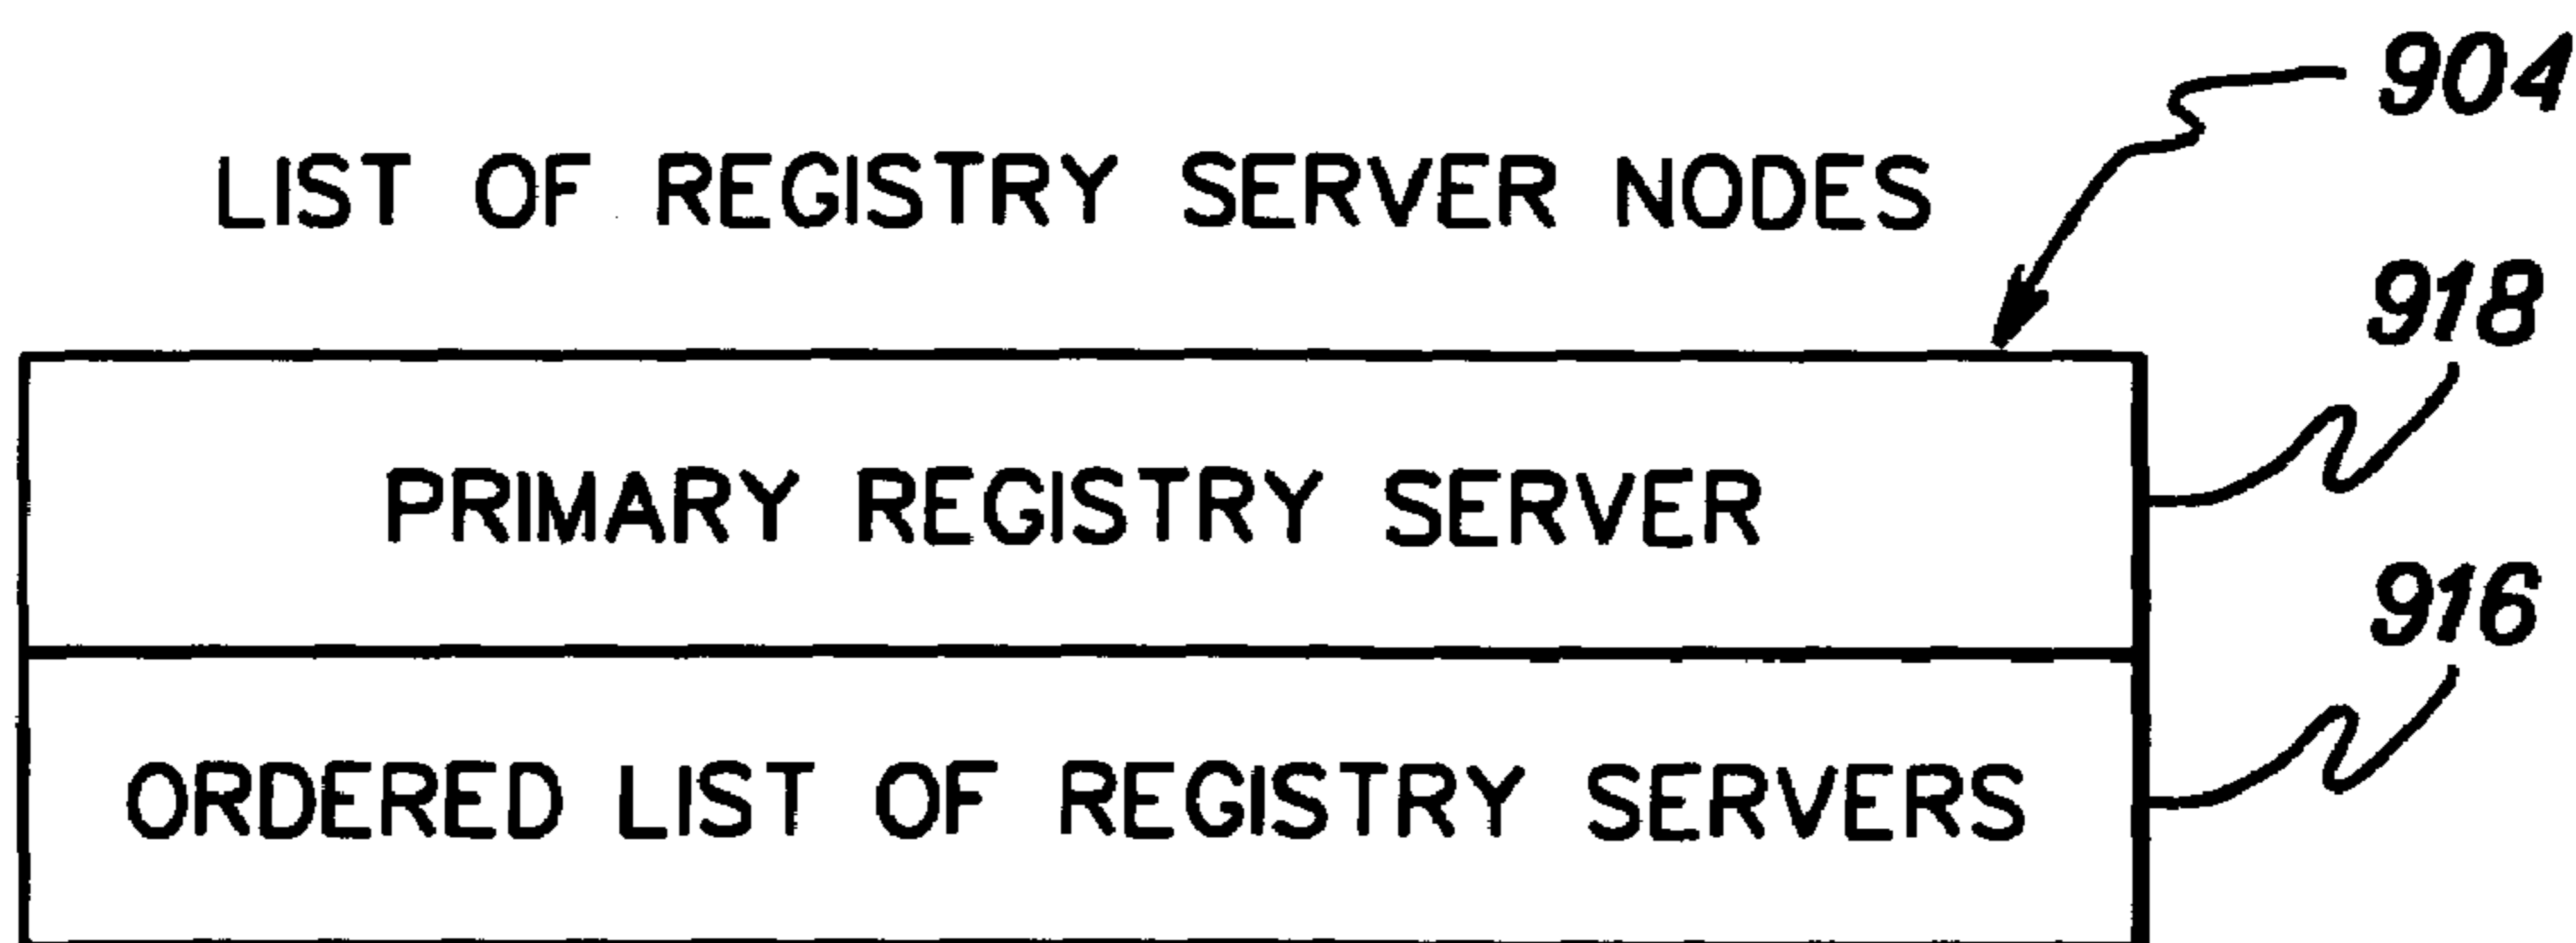 904
LIST OF REGISTRY SERVER NODES
918
PRIMARY REGISTRY SERVER
916
ORDERED LIST OF REGISTRY SERVERS